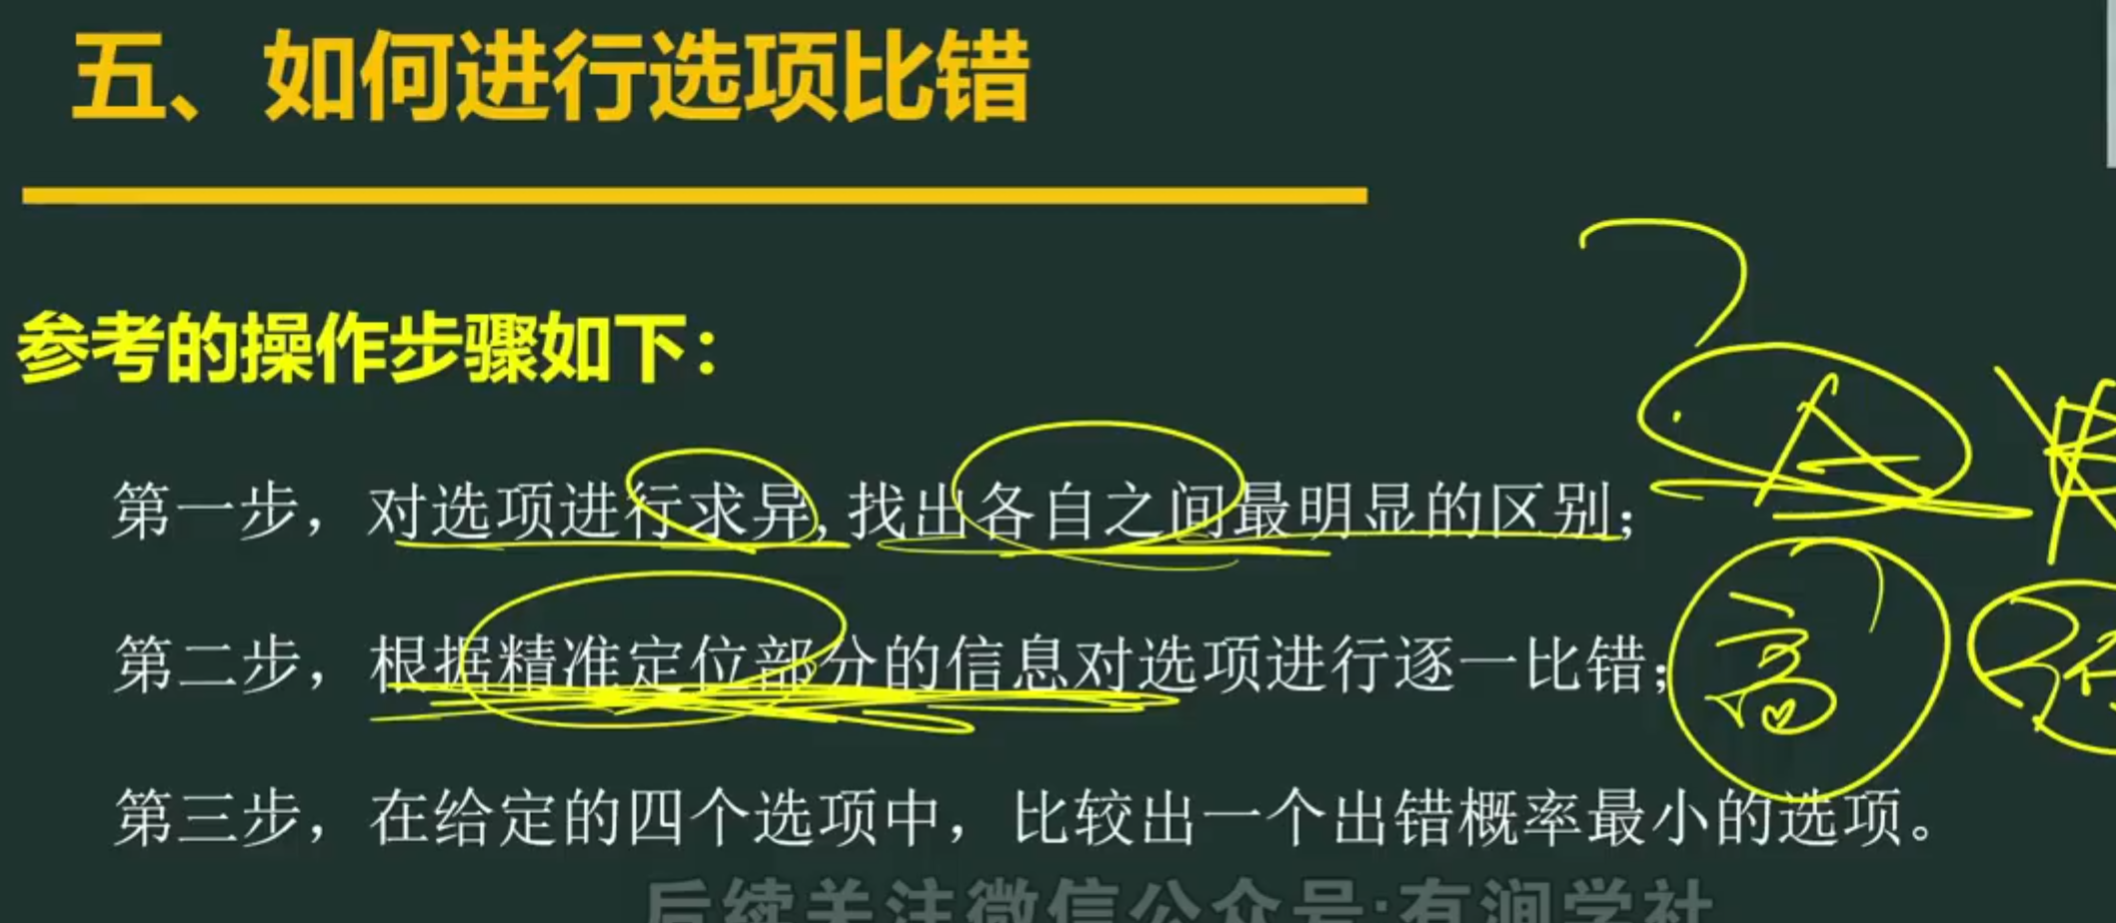 五、如何进行选项比错
参考的操作步骤如下：
A
第一步，对选项进行求异，找出各自之间最明显的区别；
第二步，根据精准定位部分的信息对选项进行逐一比错；
高
第三步，在给定的四个选项中，比较出一个出错概率最小的选项。
后续关注微信公众号:有涧学社